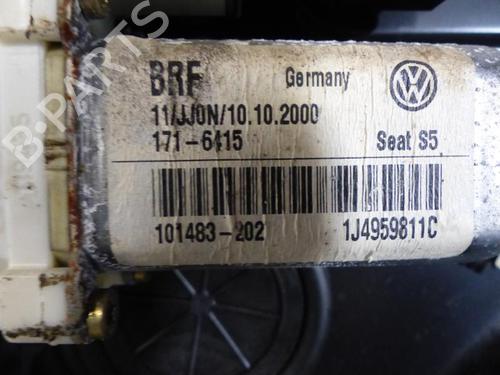 BRF Germany
11/JJ0N/10.10.2000
171-6415 Seat S5
101483-202 1J4959811C
B-PARTS